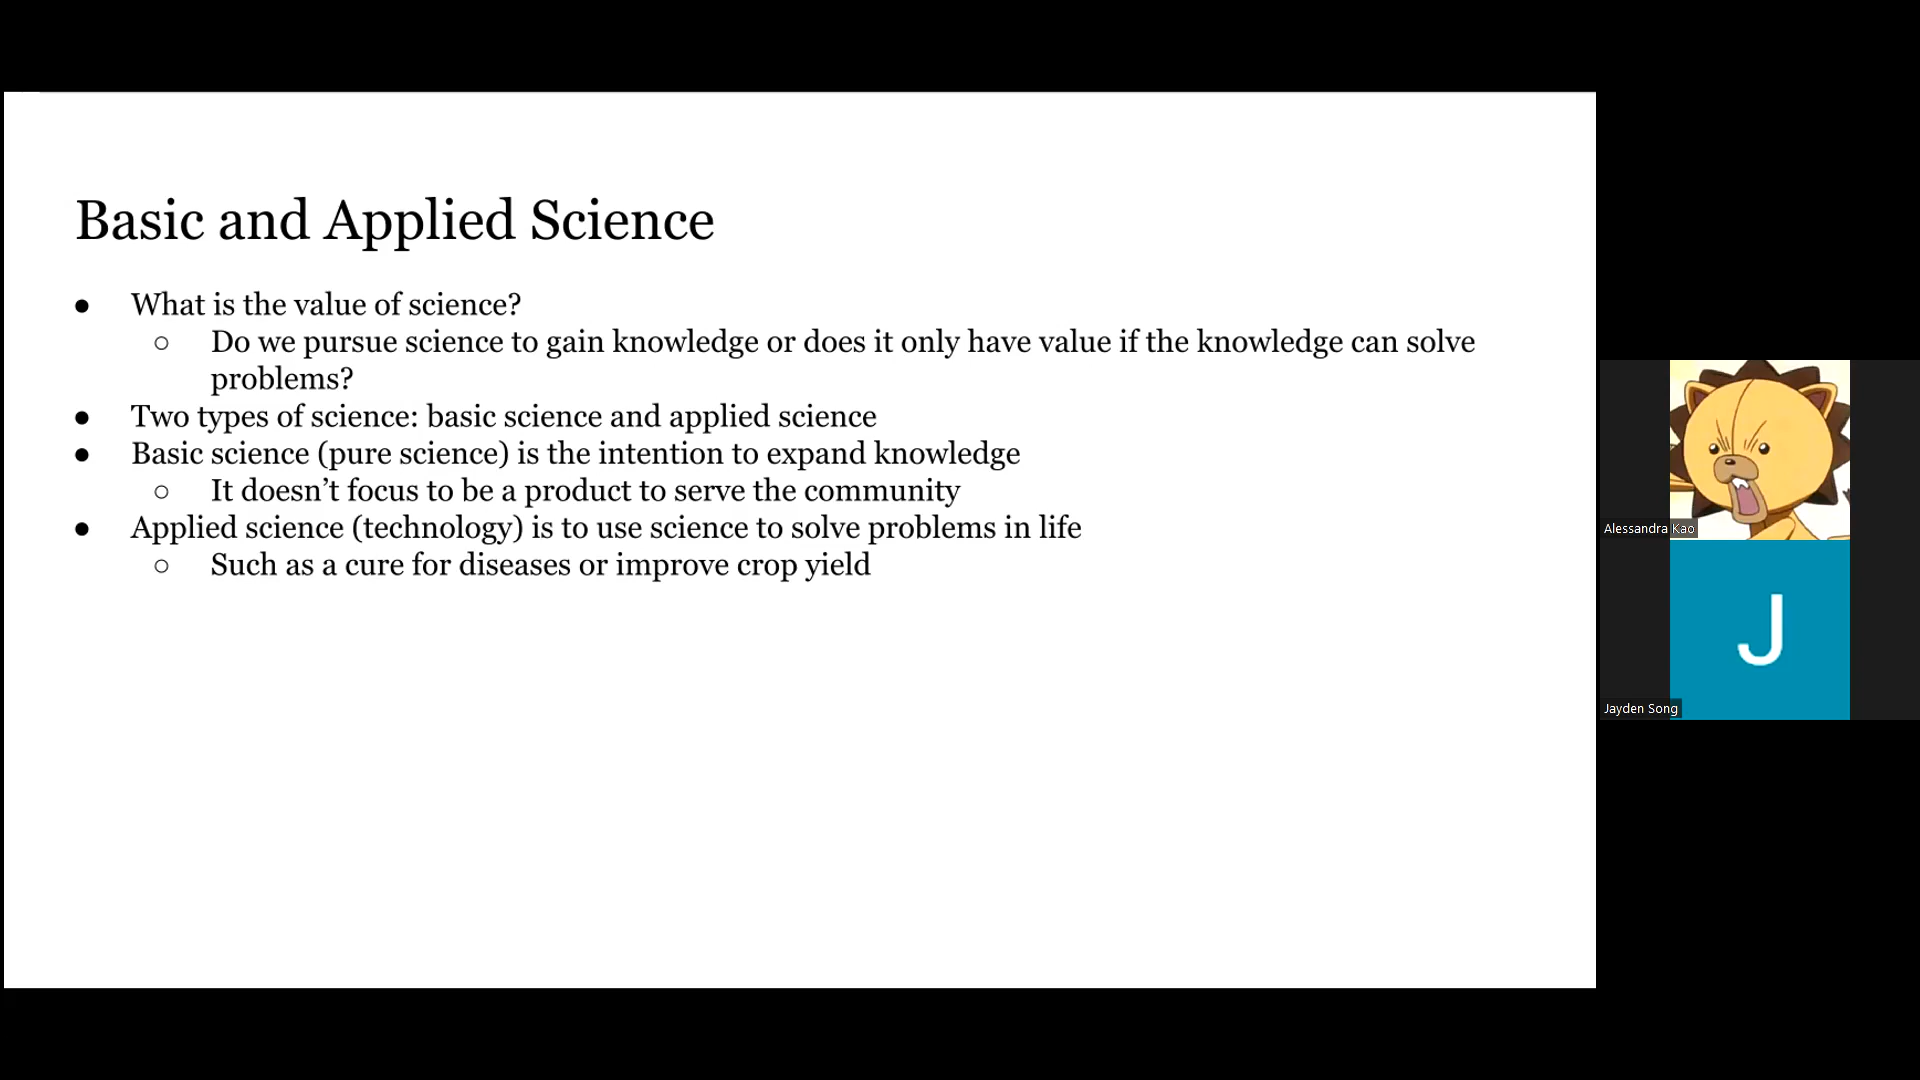 Basic and Applied Science
● What is the value of science?
○ Do we pursue science to gain knowledge or does it only have value if the knowledge can solve
problems?
● Two types of science: basic science and applied science
● Basic science (pure science) is the intention to expand knowledge
○ It doesn’t focus to be a product to serve the community
● Applied science (technology) is to use science to solve problems in life
○ Such as a cure for diseases or improve crop yield
Alessandra Kao
J
Jayden Song